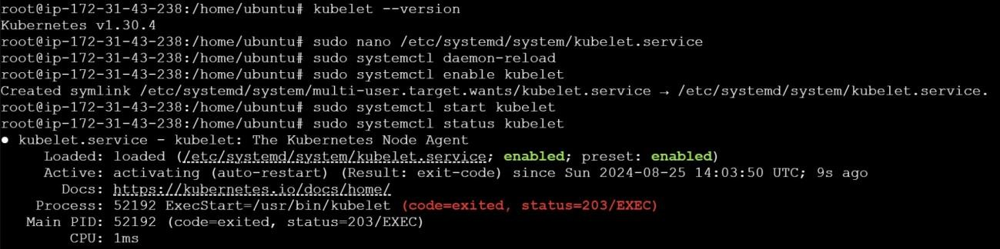 root@ip-172-31-43-238:/home/ubuntu# kubelet --version
Kubernetes v1.30.4
root@ip-172-31-43-238:/home/ubuntu# sudo nano /etc/systemd/system/kubelet.service
root@ip-172-31-43-238:/home/ubuntu# sudo systemctl daemon-reload
root@ip-172-31-43-238:/home/ubuntu# sudo systemctl enable kubelet
Created symlink /etc/systemd/system/multi-user.target.wants/kubelet.service → /etc/systemd/system/kubelet.service.
root@ip-172-31-43-238:/home/ubuntu# sudo systemctl start kubelet
root@ip-172-31-43-238:/home/ubuntu# sudo systemctl status kubelet
● kubelet.service - kubelet: The Kubernetes Node Agent
Loaded: loaded (/etc/systemd/system/kubelet.service; enabled; preset: enabled)
Active: activating (auto-restart) (Result: exit-code) since Sun 2024-08-25 14:03:50 UTC; 9s ago
Docs: https://kubernetes.io/docs/home/
Process: 52192 ExecStart=/usr/bin/kubelet (code=exited, status=203/EXEC)
Main PID: 52192 (code=exited, status=203/EXEC)
CPU: 1ms